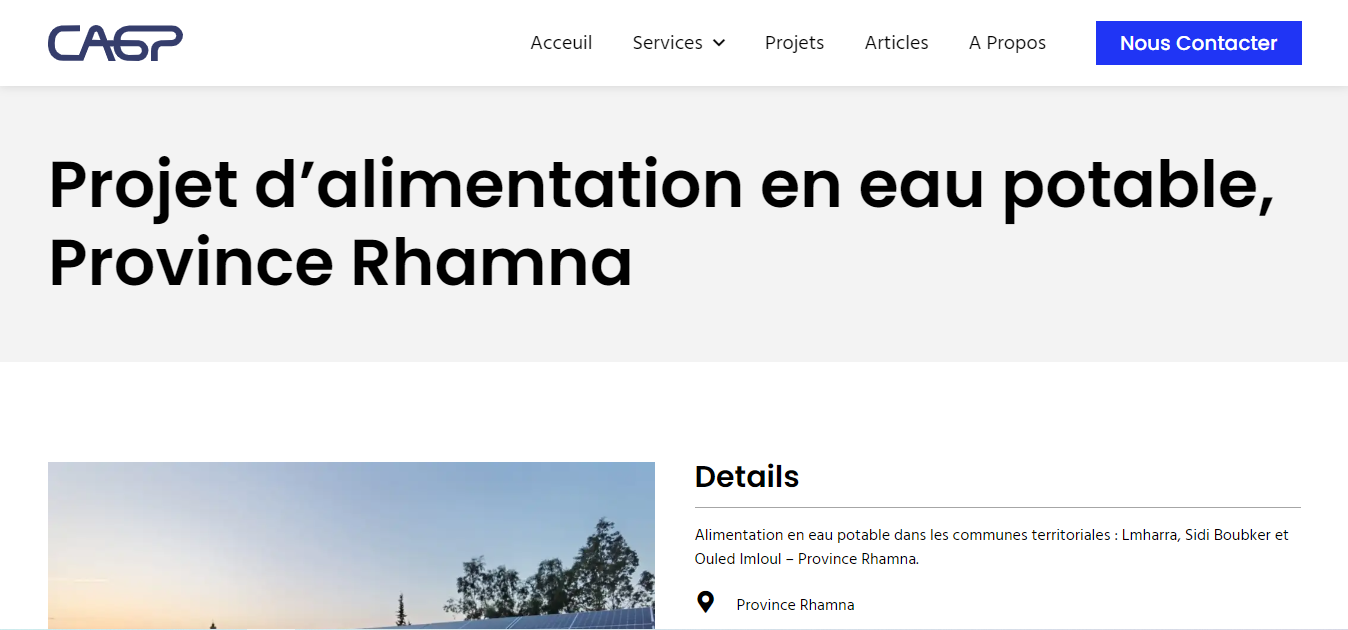 CAGP
Acceuil
Services
Projets
Articles
A Propos
Nous Contacter
Projet d’alimentation en eau potable,
Province Rhamna
Details
Alimentation en eau potable dans les communes territoriales : Lmharra, Sidi Boubker et
Ouled Imloul – Province Rhamna.
Province Rhamna